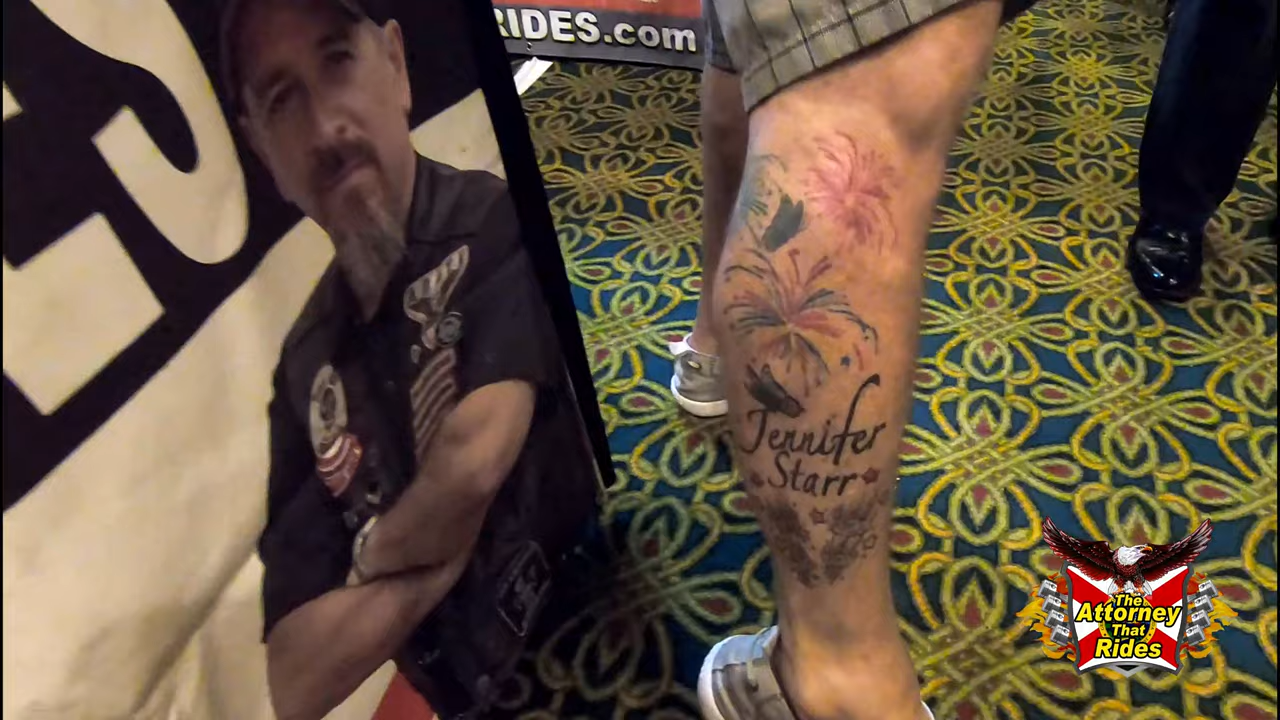 RIDES.com
Jennifer
Starr
The
Attorney
That
Rides